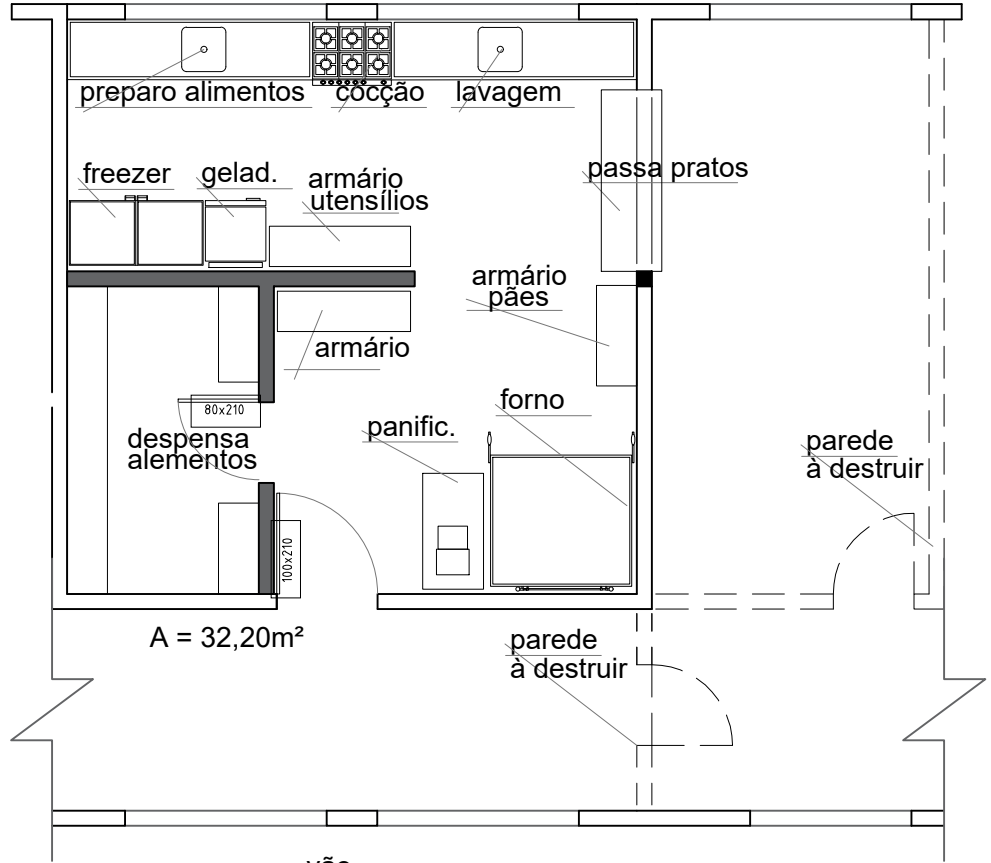 preparo alimentos
cocção
lavagem
freezer
gelad.
armário
utensílios
passa pratos
armário
pães
armário
80x210
despensa
alementos
panific.
forno
parede
à destruir
100x210
A = 32,20m²
parede
à destruir